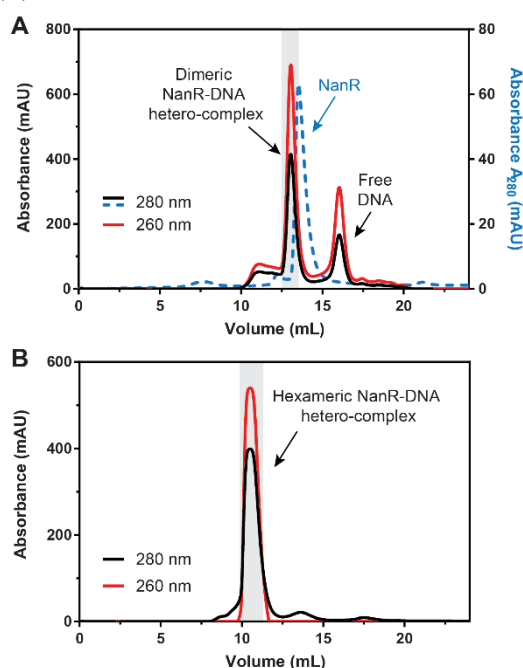 A
800
600
400
200
0
Absorbance (mAU)
80
60
40
20
0
Absorbance A280 (mAU)
Dimeric
NanR-DNA
hetero-complex
NanR
Free
DNA
280 nm
260 nm
0
5
10
15
20
Volume (mL)
B
600
400
200
0
Absorbance (mAU)
Hexameric NanR-DNA
hetero-complex
280 nm
260 nm
0
5
10
15
20
Volume (mL)